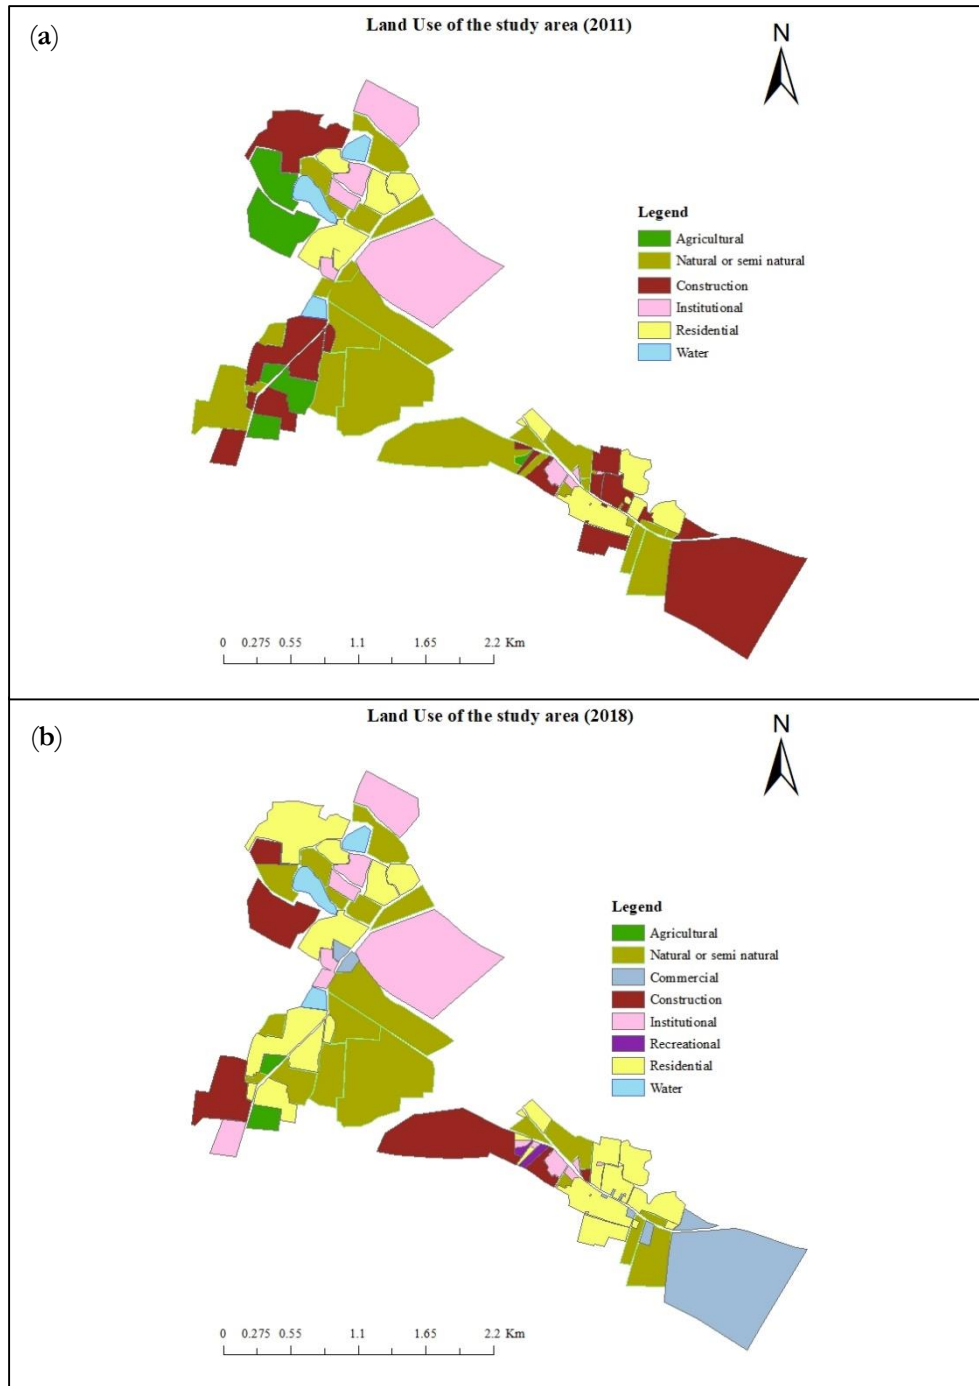 (a)
Land Use of the study area (2011)
N
Legend
Agricultural
Natural or semi natural
Construction
Institutional
Residential
Water
0 0.275 0.55 1.1 1.65 2.2 Km
(b)
Land Use of the study area (2018)
N
Legend
Agricultural
Natural or semi natural
Commercial
Construction
Institutional
Recreational
Residential
Water
0 0.275 0.55 1.1 1.65 2.2 Km